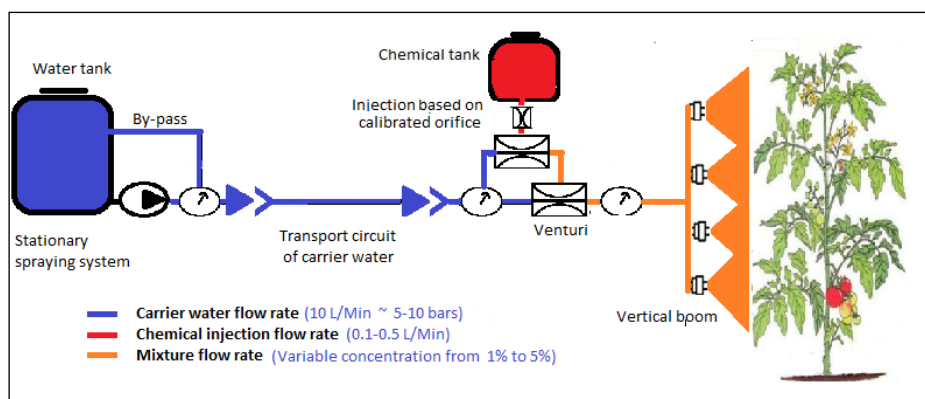 Water tank
Chemical tank
By-pass
Injection based on
calibrated orifice
Stationary
spraying system
Transport circuit
of carrier water
Venturi
Vertical boom
Carrier water flow rate (10 L/Min ~ 5-10 bars)
Chemical injection flow rate (0.1-0.5 L/Min)
Mixture flow rate (Variable concentration from 1% to 5%)